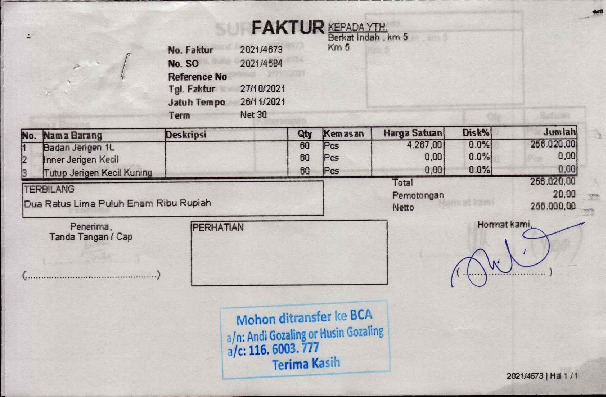 FAKTUR
KEPADA YTH.
Berkat Indah , km 5
Km 5
No. Faktur 2021/4673
No. SO 2021/4594
Reference No
Tgl. Faktur 27/10/2021
Jatuh Tempo 26/11/2021
Term Net 30
No. Nama Barang Deskripsi Qty Kemasan Harga Satuan Disk% Jumlah
1 Badan Jerigen 1L 60 Pcs 4.267,00 0.0% 256.020,00
2 Inner Jerigen Kecil 60 Pcs 0,00 0.0% 0,00
3 Tutup Jerigen Kecil Kuning 60 Pcs 0,00 0.0% 0,00
TERBILANG
Dua Ratus Lima Puluh Enam Ribu Rupiah
Total 256.020,00
Pemotongan 20,00
Netto 256.000,00
Penerima,
Tanda Tangan / Cap
(..............................)
PERHATIAN
Hormat kami,
(..............................)
Mohon ditransfer ke BCA
a/n: Andi Gozaling or Husin Gozaling
a/c: 116. 6003. 777
Terima Kasih
2021/4673 | Hal 1 / 1